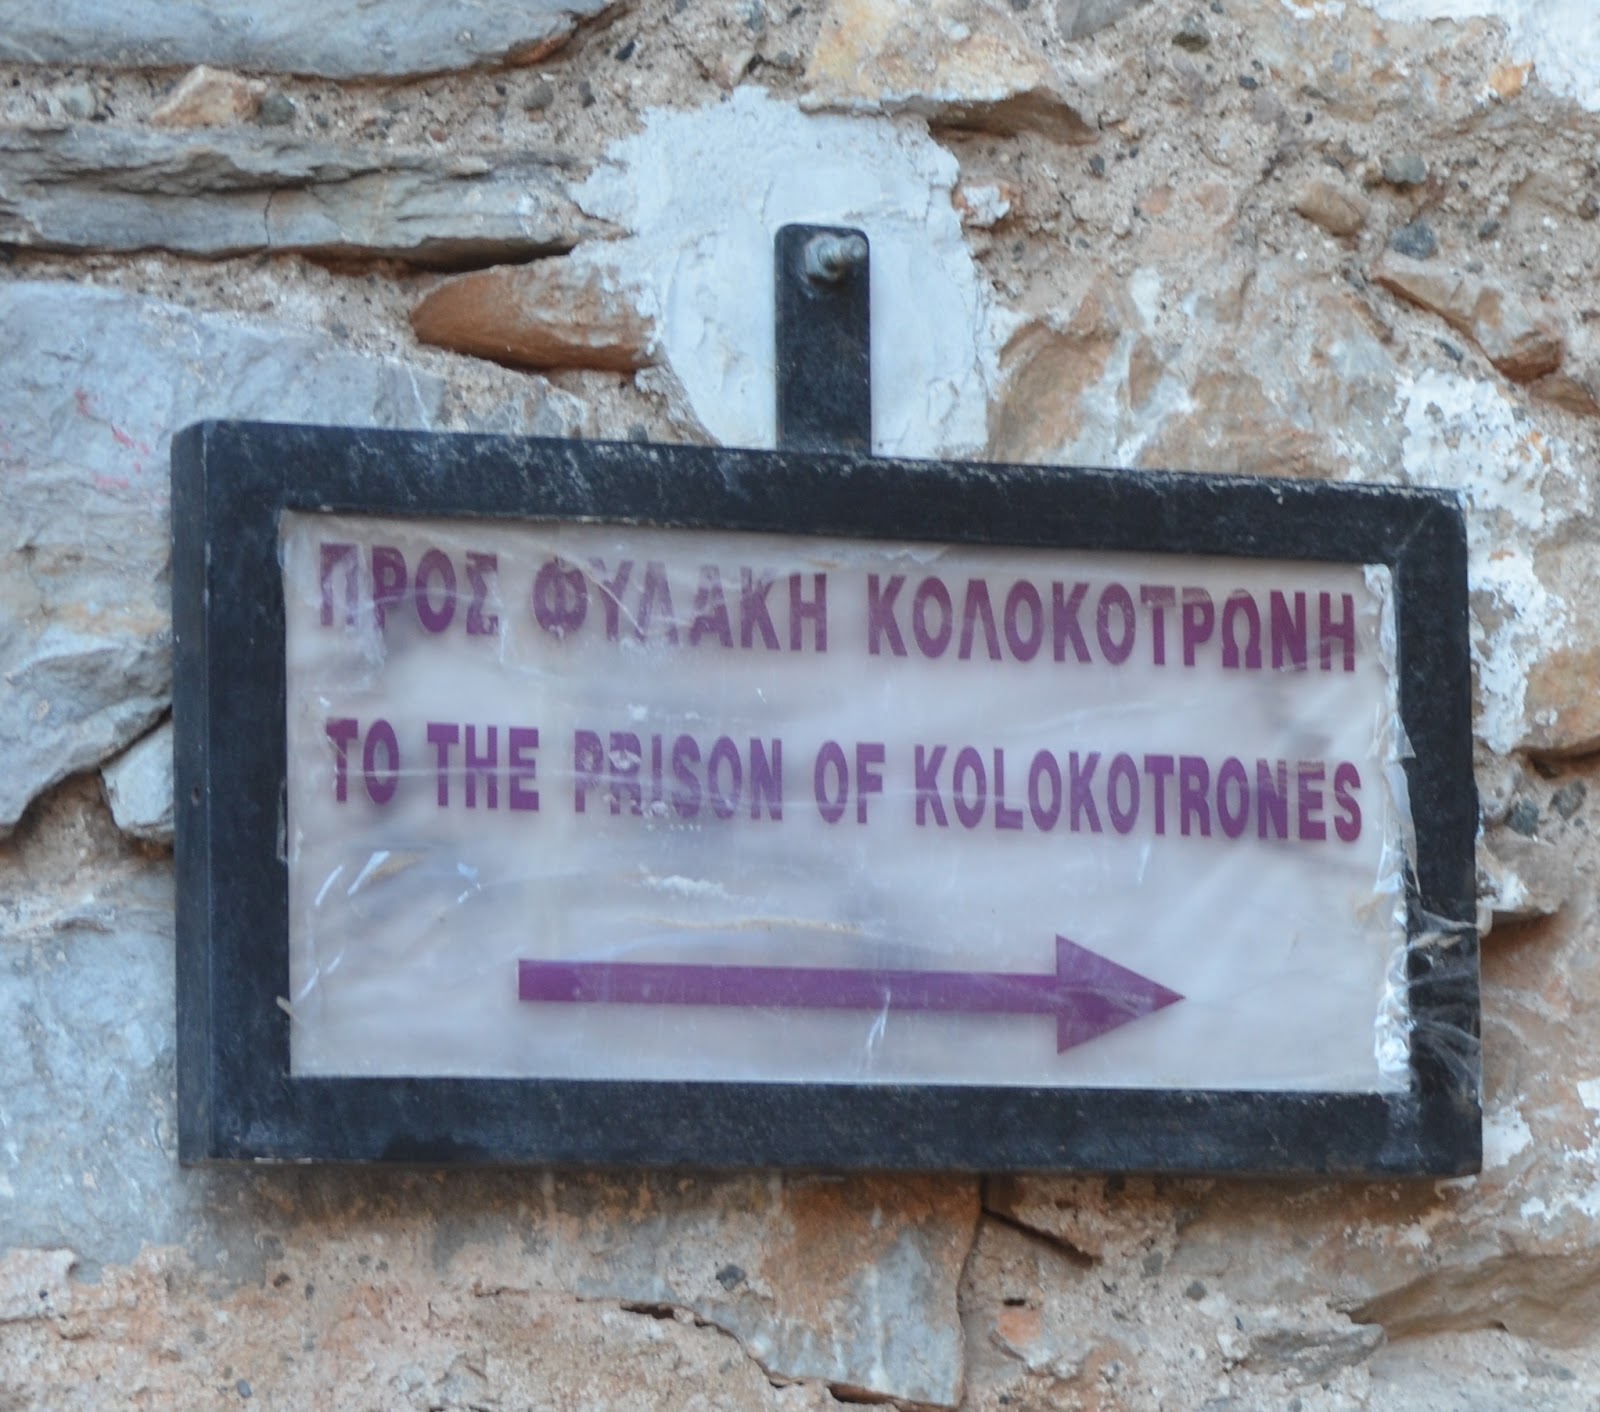 ΠΡΟΣ ΦΥΛΑΚΗ ΚΟΛΟΚΟΤΡΩΝΗ
TO THE PRISON OF KOLOKOTRONES